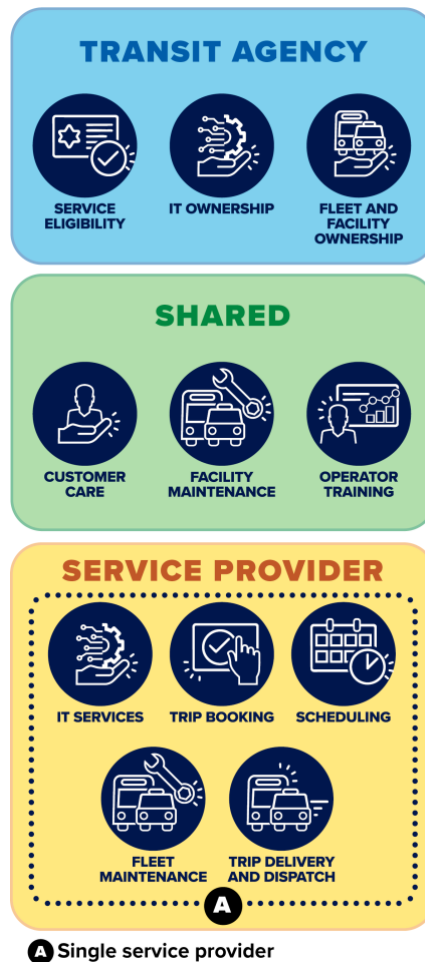 TRANSIT AGENCY
SERVICE
ELIGIBILITY
IT OWNERSHIP
FLEET AND
FACILITY
OWNERSHIP
SHARED
CUSTOMER
CARE
FACILITY
MAINTENANCE
OPERATOR
TRAINING
SERVICE PROVIDER
IT SERVICES
TRIP BOOKING
SCHEDULING
FLEET
MAINTENANCE
TRIP DELIVERY
AND DISPATCH
A
A Single service provider